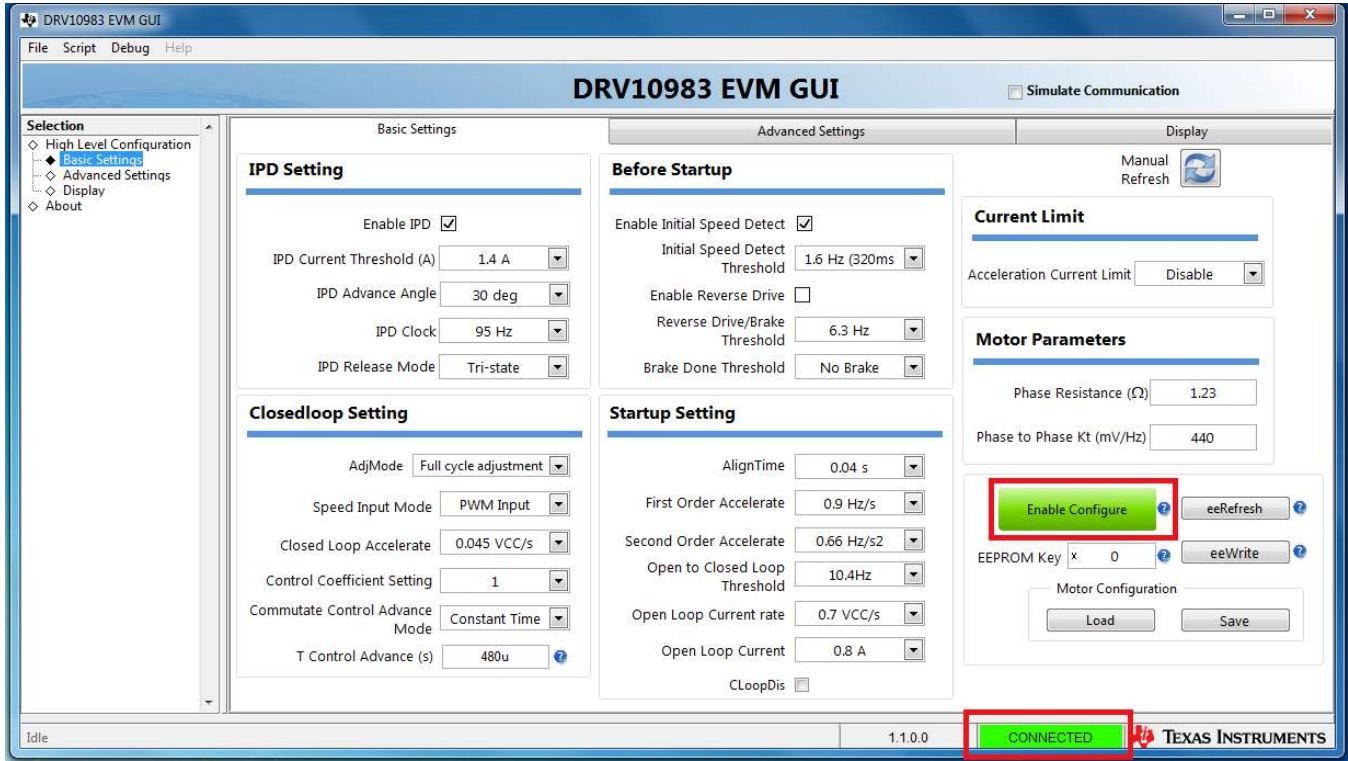 DRV10983 EVM GUI
File Script Debug Help
DRV10983 EVM GUI
Simulate Communication
Selection
High Level Configuration
Basic Settings
Advanced Settings
Display
About
Basic Settings
Advanced Settings
Display
Manual
Refresh
IPD Setting
Enable IPD
IPD Current Threshold (A) 1.4 A
IPD Advance Angle 30 deg
IPD Clock 95 Hz
IPD Release Mode Tri-state
Before Startup
Enable Initial Speed Detect
Initial Speed Detect
Threshold 1.6 Hz (320ms
Enable Reverse Drive
Reverse Drive/Brake
Threshold 6.3 Hz
Brake Done Threshold No Brake
Current Limit
Acceleration Current Limit Disable
Motor Parameters
Phase Resistance (Ω) 1.23
Phase to Phase Kt (mV/Hz) 440
Closedloop Setting
AdjMode Full cycle adjustment
Speed Input Mode PWM Input
Closed Loop Accelerate 0.045 VCC/s
Control Coefficient Setting 1
Commutate Control Advance
Mode Constant Time
T Control Advance (s) 480u ?
Startup Setting
AlignTime 0.04 s
First Order Accelerate 0.9 Hz/s
Second Order Accelerate 0.66 Hz/s2
Open to Closed Loop
Threshold 10.4Hz
Open Loop Current rate 0.7 VCC/s
Open Loop Current 0.8 A
CLoopDis
Enable Configure ? eeRefresh ?
EEPROM Key x 0 ? eeWrite ?
Motor Configuration
Load Save
Idle 1.1.0.0 CONNECTED TEXAS INSTRUMENTS